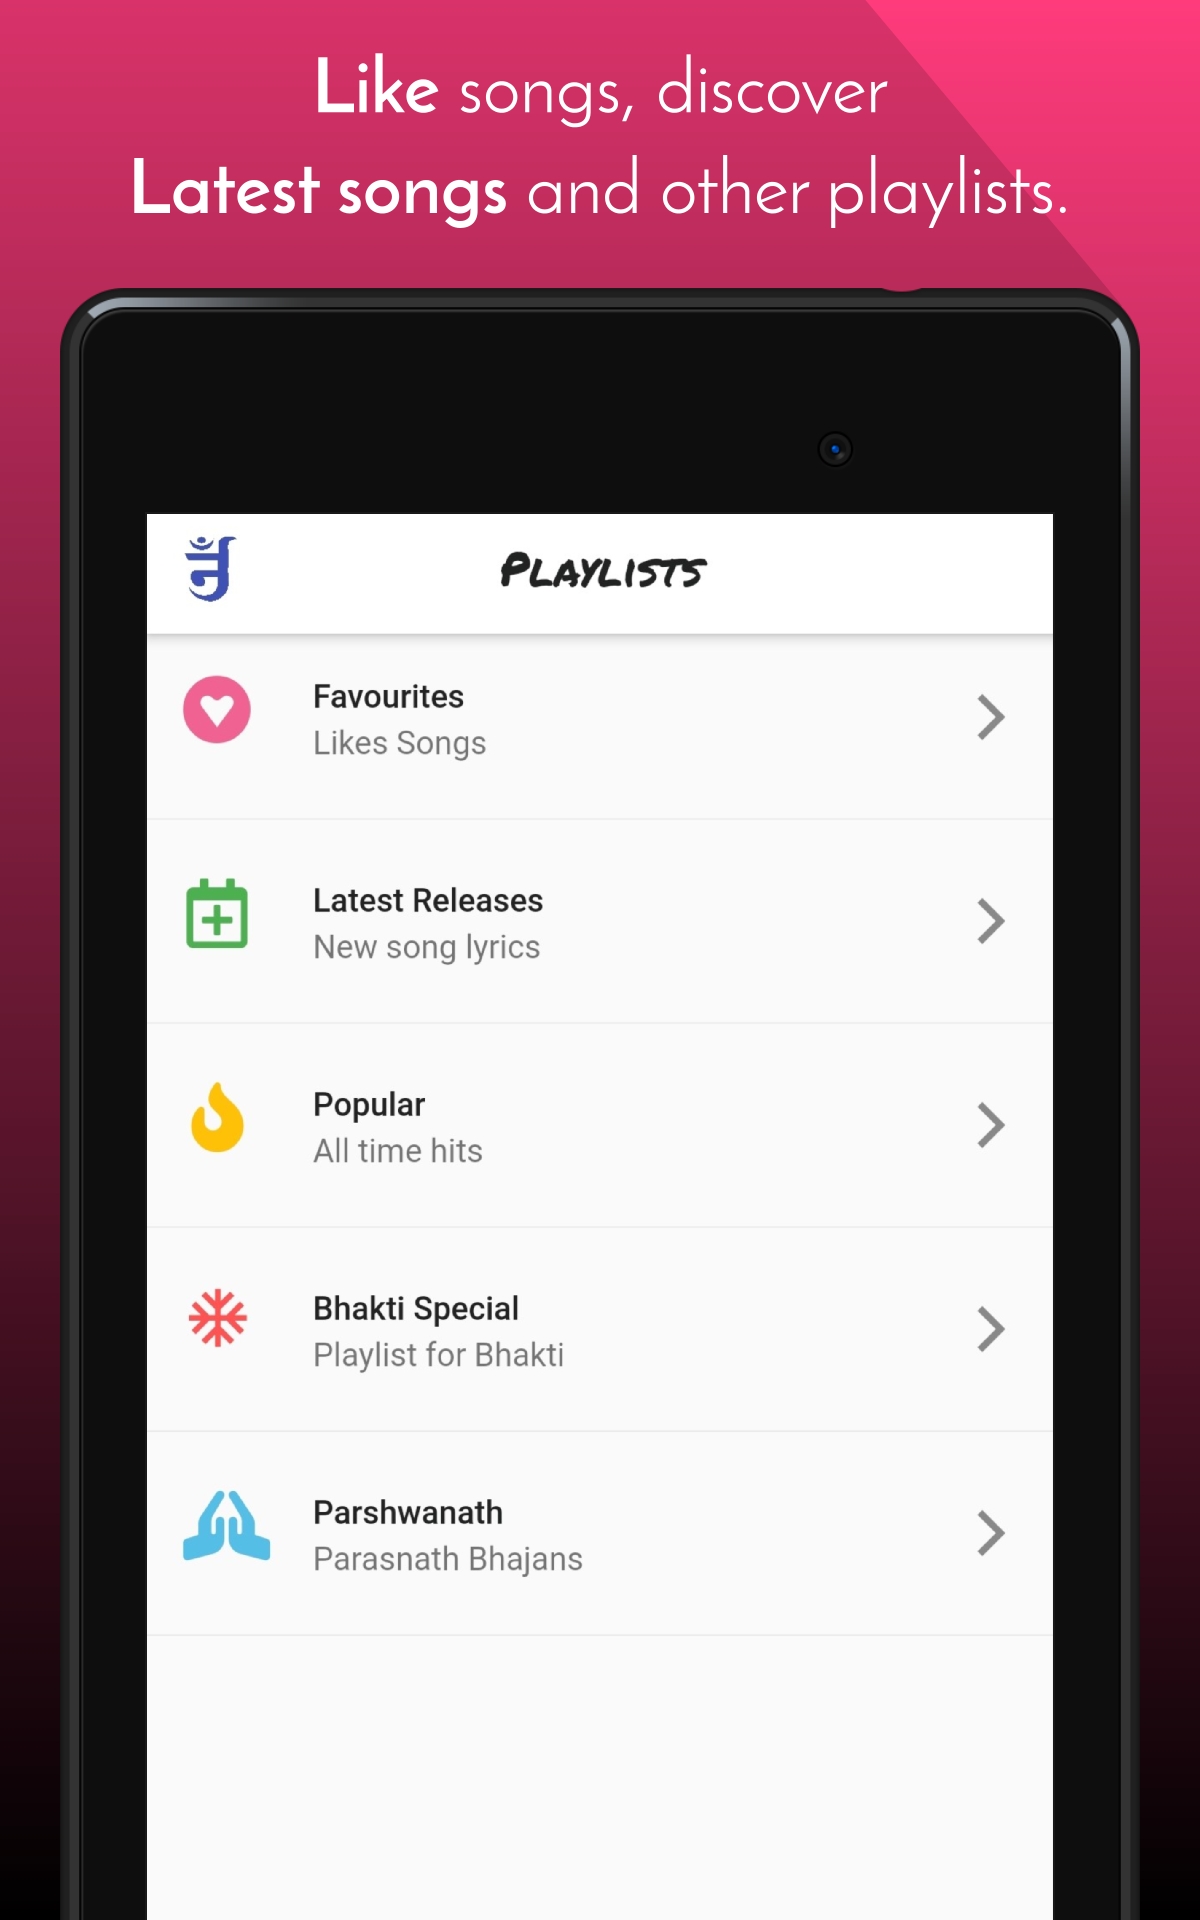 Like songs, discover
Latest songs and other playlists.
Playlists
Favourites
Likes Songs
Latest Releases
New song lyrics
Popular
All time hits
Bhakti Special
Playlist for Bhakti
Parshwanath
Parasnath Bhajans